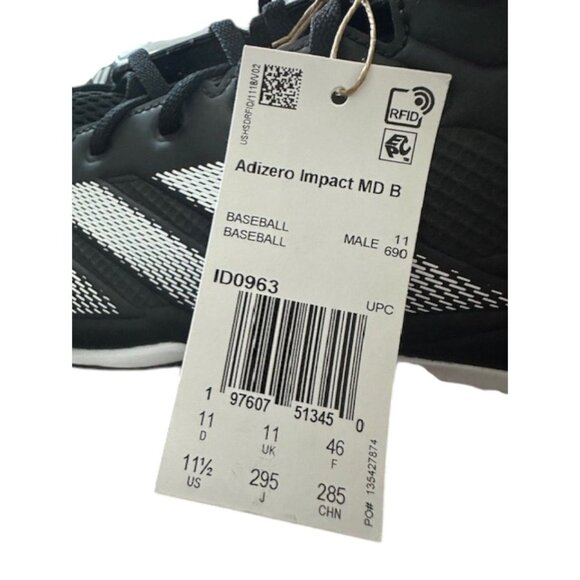 USHSDRFID/1118/V02
RFID
EPC
Adizero Impact MD B
BASEBALL MALE 11
BASEBALL 690
ID0963
UPC
1 97607 51345 0
11 11 46
D UK F
11½ 295 285
US J CHN
PO# 135427874